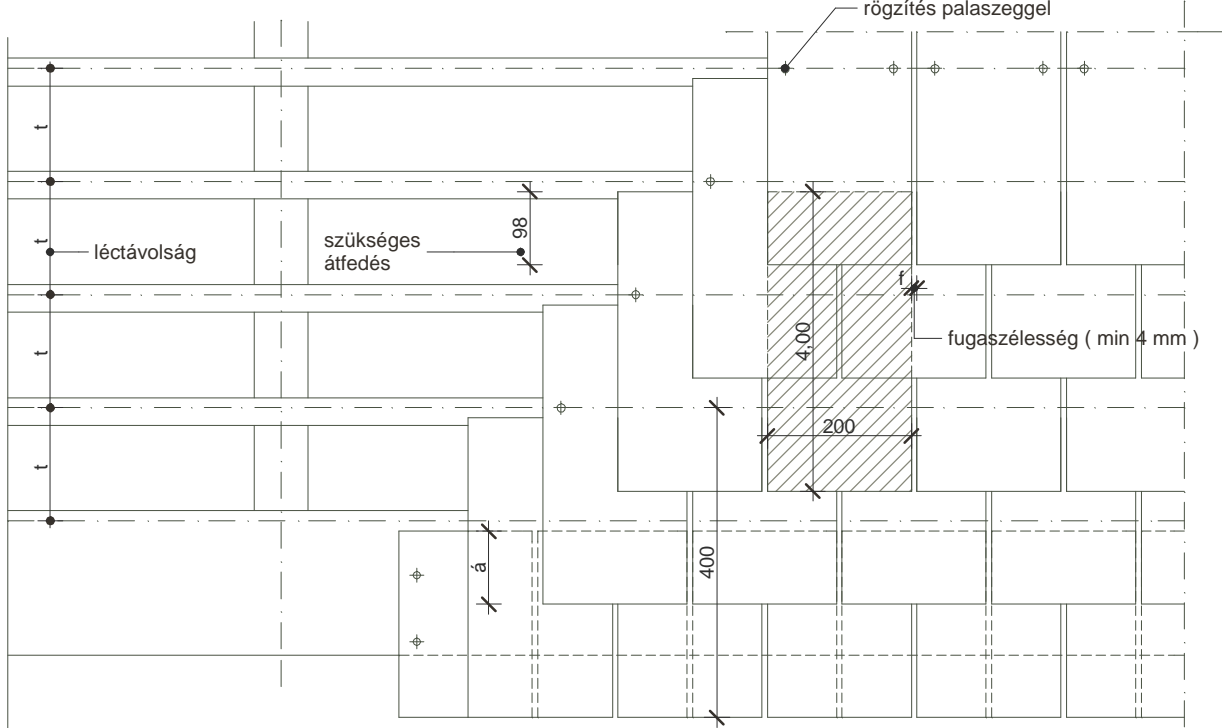 rögzítés palaszeggel
t
t
98
léctávolság
szükséges
átfedés
f
4,00
fugaszélesség ( min 4 mm )
t
200
t
á
400